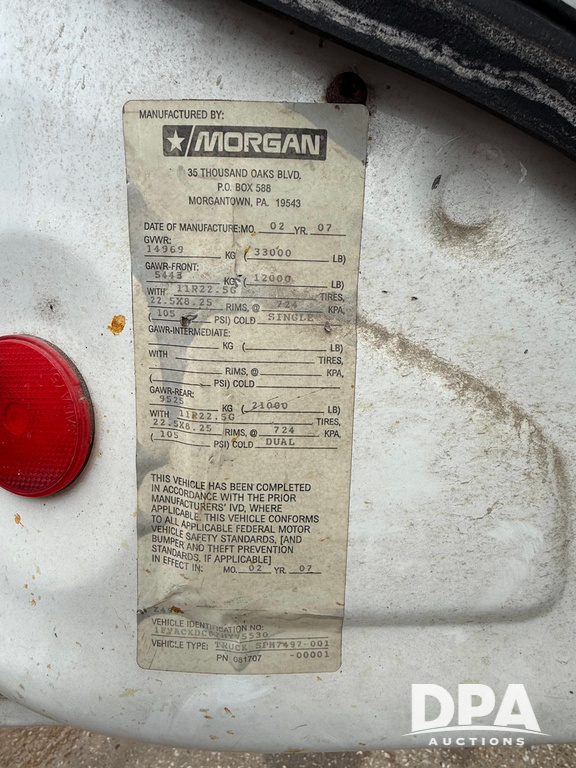 MANUFACTURED BY:
MORGAN
35 THOUSAND OAKS BLVD,
P.O. BOX 588
MORGANTOWN, PA. 19543
DATE OF MANUFACTURE: MO. 02 YR. 07
GVWR:
14969 KG ( 33000 LB)
GAWR-FRONT:
5443 KG ( 12000 LB)
WITH 11R22.5G TIRES,
22.5X8.25 RIMS, @ 724 KPA,
( 105 PSI) COLD SINGLE
GAWR-INTERMEDIATE:
KG ( LB)
WITH TIRES,
RIMS, @ KPA,
( PSI) COLD
GAWR-REAR:
9525 KG ( 21000 LB)
WITH 11R22.5G TIRES,
22.5X8.25 RIMS, @ 724 KPA,
( 105 PSI) COLD DUAL
THIS VEHICLE HAS BEEN COMPLETED
IN ACCORDANCE WITH THE PRIOR
MANUFACTURERS' IVD, WHERE
APPLICABLE. THIS VEHICLE CONFORMS
TO ALL APPLICABLE FEDERAL MOTOR
VEHICLE SAFETY STANDARDS, [AND
BUMPER AND THEFT PREVENTION
STANDARDS, IF APPLICABLE]
IN EFFECT IN: MO. 02 YR. 07
VEHICLE IDENTIFICATION NO:
VEHICLE TYPE: TRUCK SPH7497-001
PN 081707 -00001
DPA
AUCTIONS